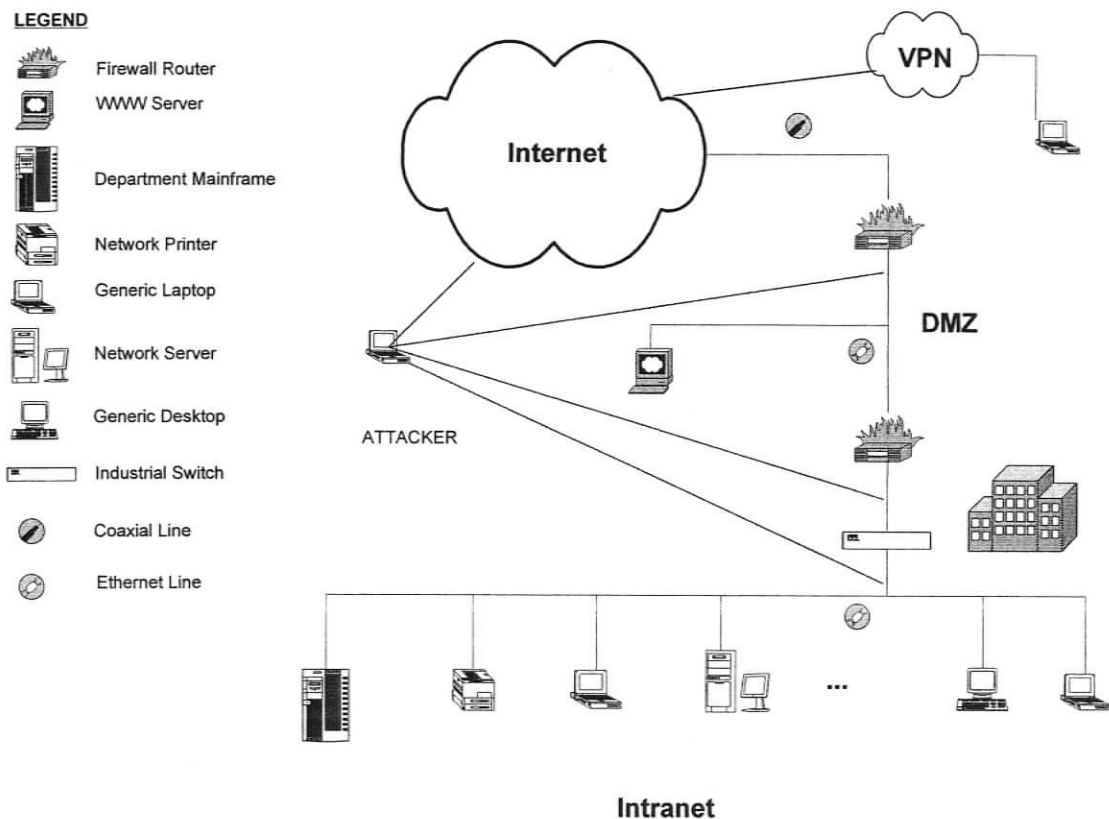 LEGEND
Firewall Router
WWW Server
Department Mainframe
Network Printer
Generic Laptop
Network Server
Generic Desktop
Industrial Switch
Coaxial Line
Ethernet Line
VPN
Internet
DMZ
ATTACKER
...
Intranet